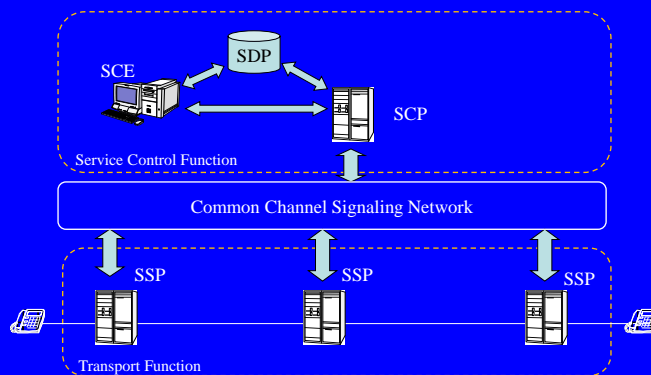 SDP
SCE
SCP
Service Control Function
Common Channel Signaling Network
SSP
SSP
SSP
Transport Function